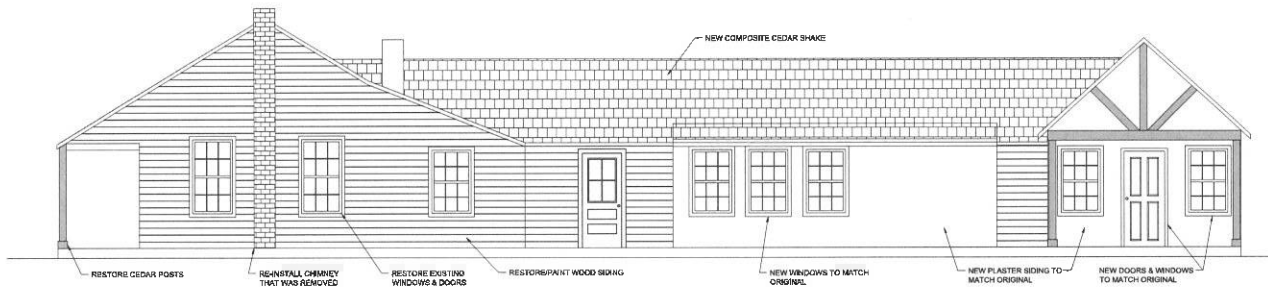 NEW COMPOSITE CEDAR SHAKE
RESTORE CEDAR POSTS
RE-INSTALL CHIMNEY
THAT WAS REMOVED
RESTORE EXISTING
WINDOWS & DOORS
RESTORE/PAINT WOOD SIDING
NEW WINDOWS TO MATCH
ORIGINAL
NEW PLASTER SIDING TO
MATCH ORIGINAL
NEW DOORS & WINDOWS
TO MATCH ORIGINAL